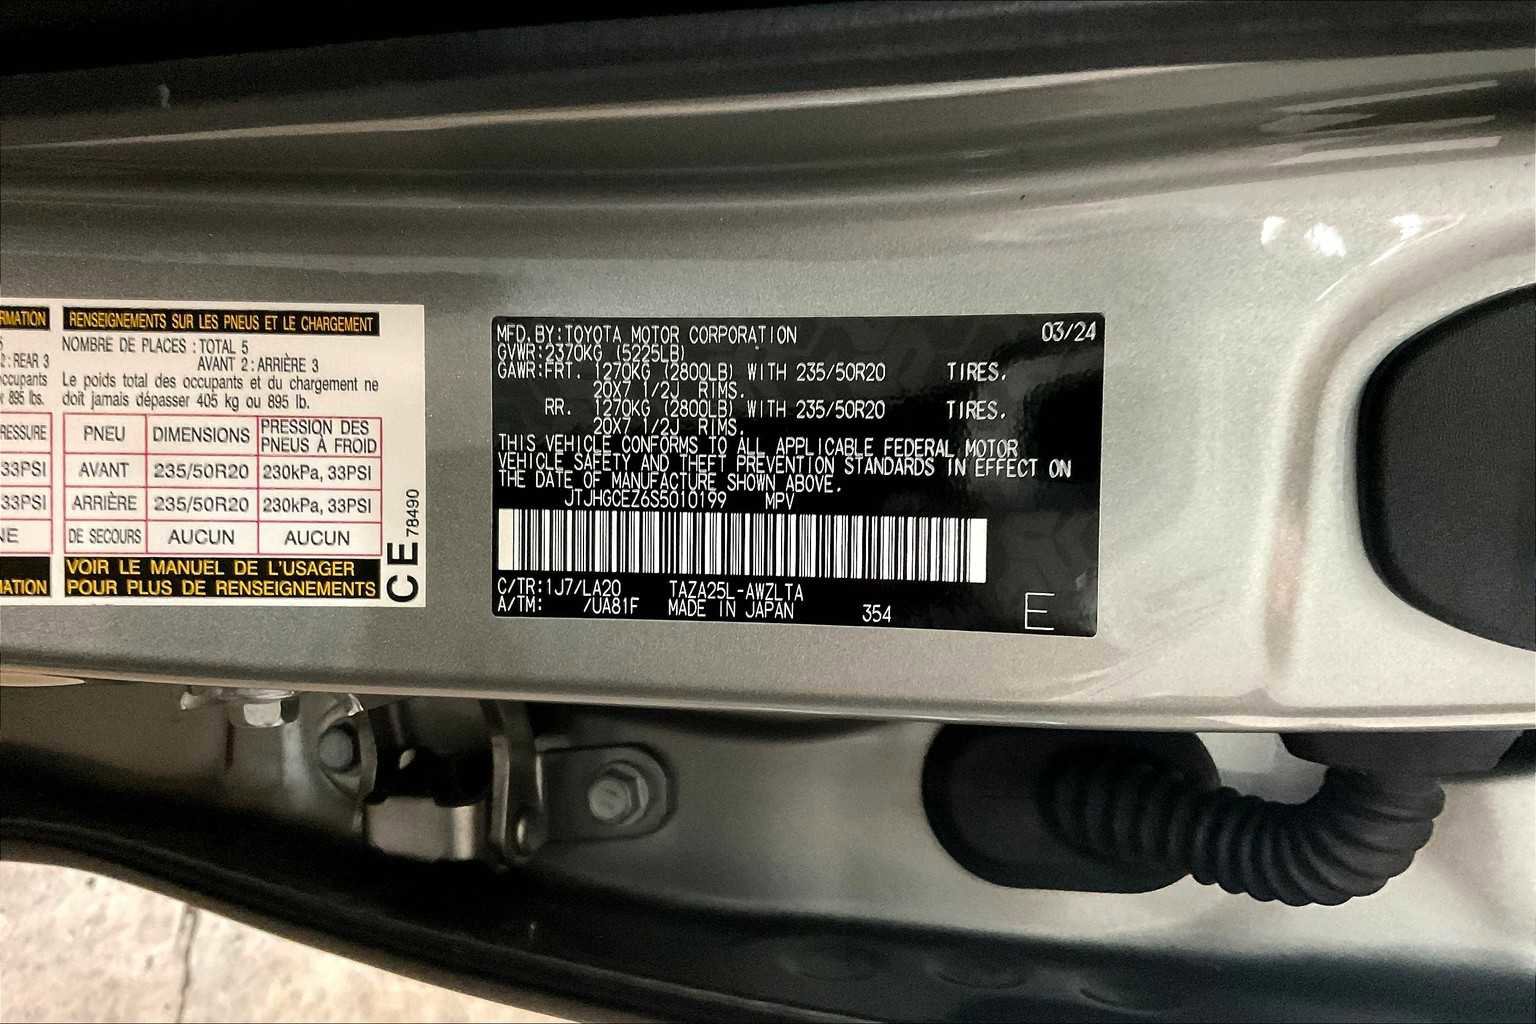 RMATION
5
2: REAR 3
occupants
r 895 lbs.
RESSURE
33PSI
33PSI
NE
MATION
RENSEIGNEMENTS SUR LES PNEUS ET LE CHARGEMENT
NOMBRE DE PLACES : TOTAL 5
AVANT 2 : ARRIÈRE 3
Le poids total des occupants et du chargement ne
doit jamais dépasser 405 kg ou 895 lb.
PNEU DIMENSIONS PRESSION DES PNEUS À FROID
AVANT 235/50R20 230kPa, 33PSI
ARRIÈRE 235/50R20 230kPa, 33PSI
DE SECOURS AUCUN AUCUN
VOIR LE MANUEL DE L'USAGER
POUR PLUS DE RENSEIGNEMENTS
CE 78490
MFD. BY: TOYOTA MOTOR CORPORATION 03/24
GVWR: 2370KG (5225LB)
GAWR: FRT. 1270KG (2800LB) WITH 235/50R20 TIRES,
20X7 1/2J RIMS.
RR. 1270KG (2800LB) WITH 235/50R20 TIRES,
20X7 1/2J RIMS.
THIS VEHICLE CONFORMS TO ALL APPLICABLE FEDERAL MOTOR
VEHICLE SAFETY AND THEFT PREVENTION STANDARDS IN EFFECT ON
THE DATE OF MANUFACTURE SHOWN ABOVE.
JTJHGCEZ6S5010199 MPV
C/TR: 1J7/LA20 TAZA25L-AWZLTA
A/TM: /UA81F MADE IN JAPAN 354
E